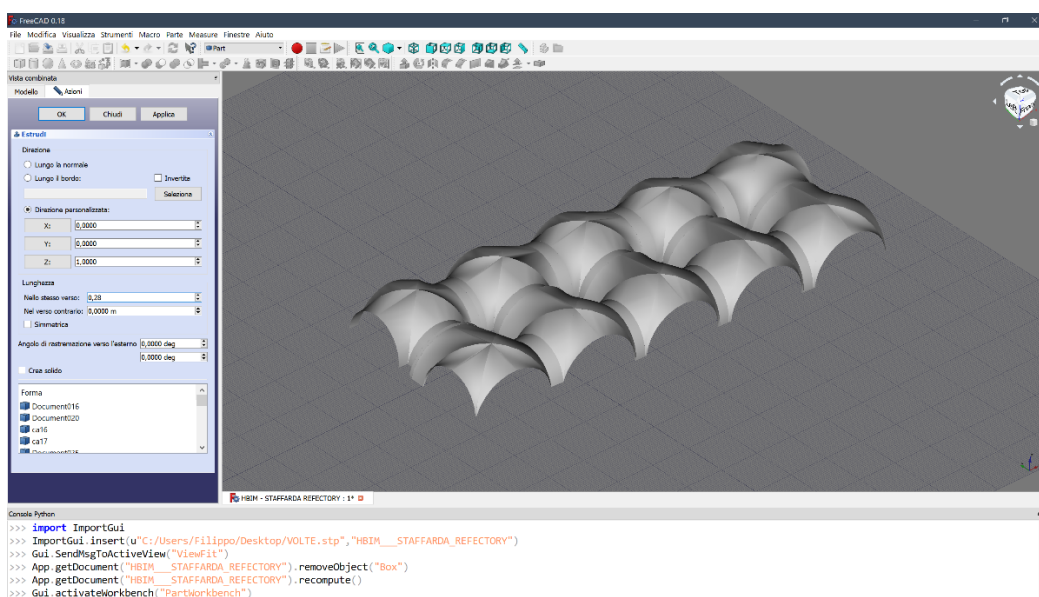 FreeCAD 0.18
File Modifica Visualizza Strumenti Macro Parte Measure Finestre Aiuto
Part
Vista combinata
Modello Azioni
OK Chiudi Applica
Estrudi
Direzione
Lungo la normale
Lungo il bordo: Invertite
Seleziona
Direzione personalizzata:
X: 0,0000
Y: 0,0000
Z: 1,0000
Lunghezza
Nello stesso verso: 0,28
Nel verso contrario: 0,0000 m
Simmetrica
Angolo di rastremazione verso l'esterno 0,0000 deg
0,0000 deg
Crea solido
Forma
Document016
Document020
ca16
ca17
HBIM - STAFFARDA REFECTORY : 1*
Console Python
>>> import ImportGui
>>> ImportGui.insert(u"C:/Users/Filippo/Desktop/VOLTE.stp","HBIM___STAFFARDA_REFECTORY")
>>> Gui.SendMsgToActiveView("ViewFit")
>>> App.getDocument("HBIM___STAFFARDA_REFECTORY").removeObject("Box")
>>> App.getDocument("HBIM___STAFFARDA_REFECTORY").recompute()
>>> Gui.activateWorkbench("PartWorkbench")